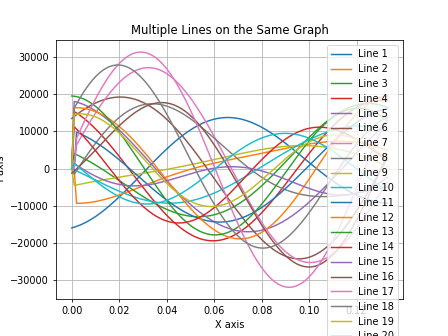 Multiple Lines on the Same Graph
30000
20000
10000
0
−10000
−20000
−30000
0.00
0.02
0.04
0.06
0.08
0.10
X axis
Line 1
Line 2
Line 3
Line 4
Line 5
Line 6
Line 7
Line 8
Line 9
Line 10
Line 11
Line 12
Line 13
Line 14
Line 15
Line 16
Line 17
Line 18
Line 19
Line 20